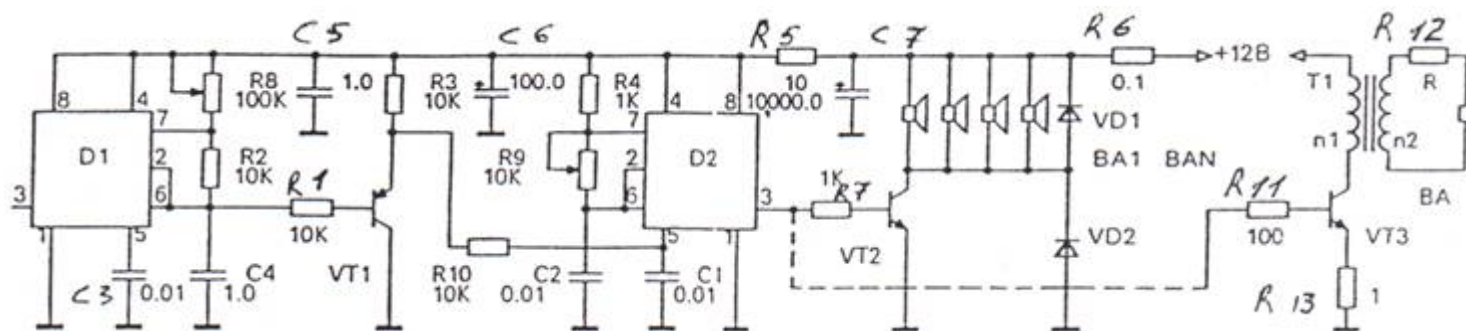 C5 C6 R5 C7 R6 R12
+12В T1
R8 100K 1.0 R3 10K 100.0 R4 1K 10 10000.0 0.1 R
8 4 4 8
7 7 VD1
D1 D2 n1 n2
2 R2 10K R9 10K 2 BA1 BAN
3 6 R1 6 3 1K R7 R11 BA
1 5 10K 5 1 100 VT3
VT1 VT2 VD2
C3 0.01 C4 1.0 R10 10K C2 0.01 C1 0.01 R13 1